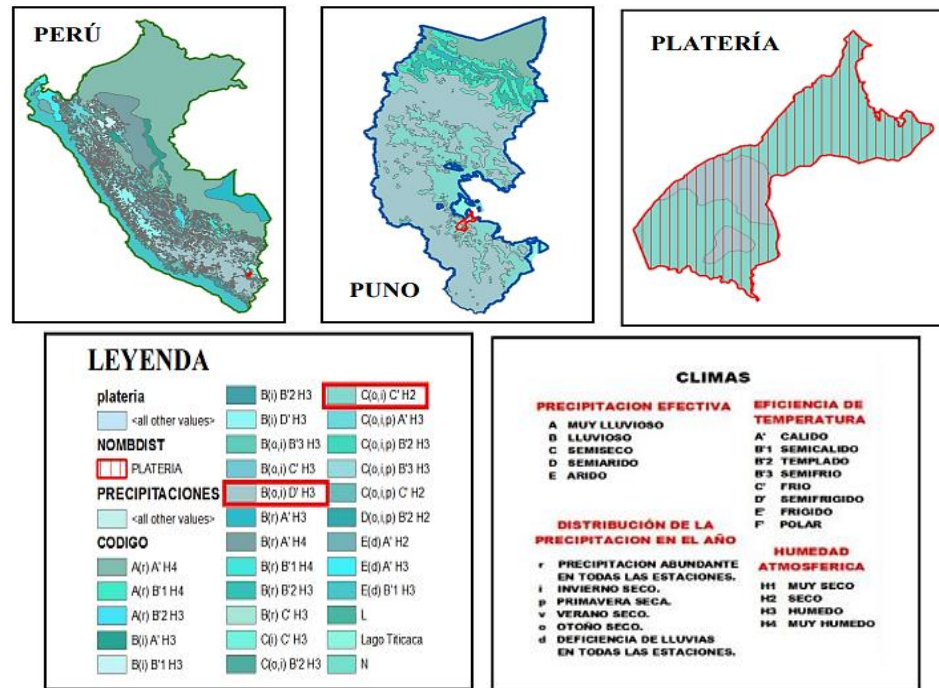 PERÚ
PUNO
PLATERÍA
LEYENDA
plateria
<all other values>
NOMBDIST
PLATERIA
PRECIPITACIONES
<all other values>
CODIGO
A(r) A' H4
A(r) B'1 H4
A(r) B'2 H3
B(i) A' H3
B(i) B'1 H3
B(i) B'2 H3
B(i) D' H3
B(o,i) B'3 H3
B(o,i) C' H3
B(o,i) D' H3
B(r) A' H3
B(r) A' H4
B(r) B'1 H4
B(r) B'2 H3
B(r) C' H3
C(i) C' H3
C(o,i) B'2 H3
C(o,i) C' H2
C(o,i,p) A' H3
C(o,i,p) B'2 H3
C(o,i,p) B'3 H3
C(o,i,p) C' H2
D(o,i,p) B'2 H2
E(d) A' H2
E(d) A' H3
E(d) B'1 H3
L
Lago Titicaca
N
CLIMAS
PRECIPITACION EFECTIVA
A MUY LLUVIOSO
B LLUVIOSO
C SEMISECO
D SEMIARIDO
E ARIDO
DISTRIBUCIÓN DE LA
PRECIPITACION EN EL AÑO
r PRECIPITACION ABUNDANTE
EN TODAS LAS ESTACIONES.
i INVIERNO SECO.
p PRIMAVERA SECA.
v VERANO SECO.
o OTOÑO SECO.
d DEFICIENCIA DE LLUVIAS
EN TODAS LAS ESTACIONES.
EFICIENCIA DE
TEMPERATURA
A' CALIDO
B'1 SEMICALIDO
B'2 TEMPLADO
B'3 SEMIFRIO
C' FRIO
D' SEMIFRIGIDO
E' FRIGIDO
F' POLAR
HUMEDAD
ATMOSFERICA
H1 MUY SECO
H2 SECO
H3 HUMEDO
H4 MUY HUMEDO